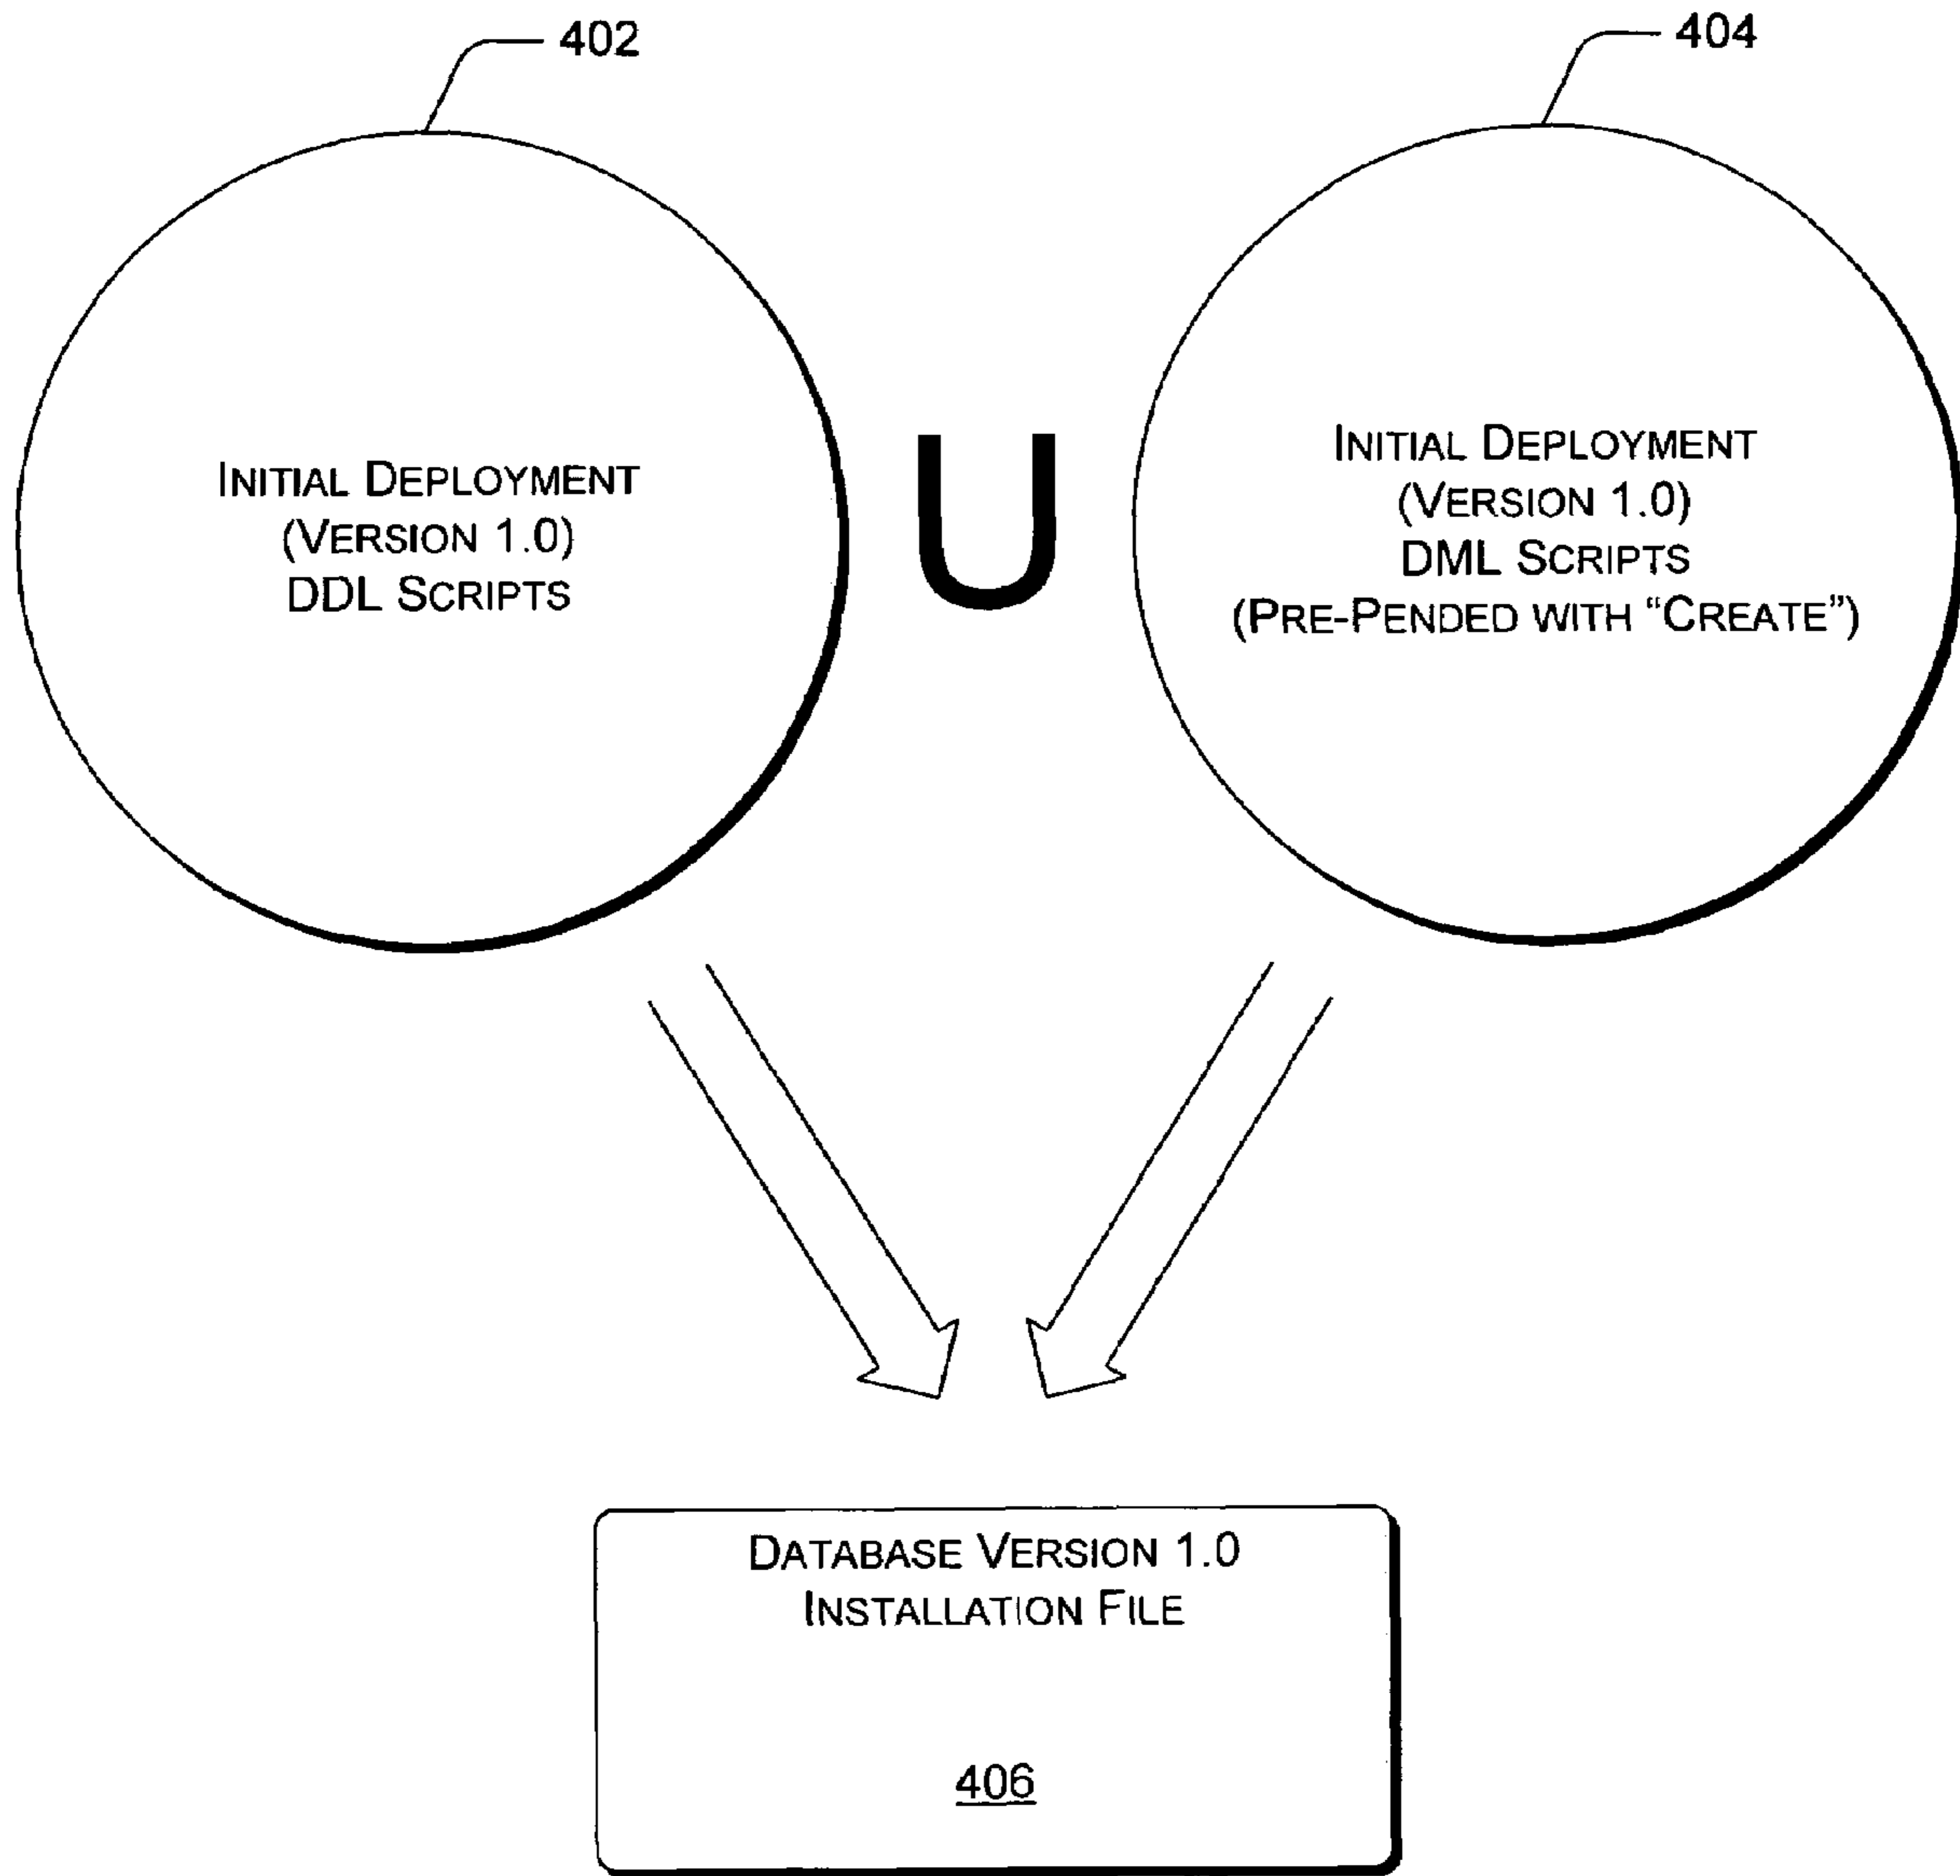 402
404
INITIAL DEPLOYMENT
(VERSION 1.0)
DDL SCRIPTS
U
INITIAL DEPLOYMENT
(VERSION 1.0)
DML SCRIPTS
(PRE-PENDED WITH “CREATE”)
DATABASE VERSION 1.0
INSTALLATION FILE
406